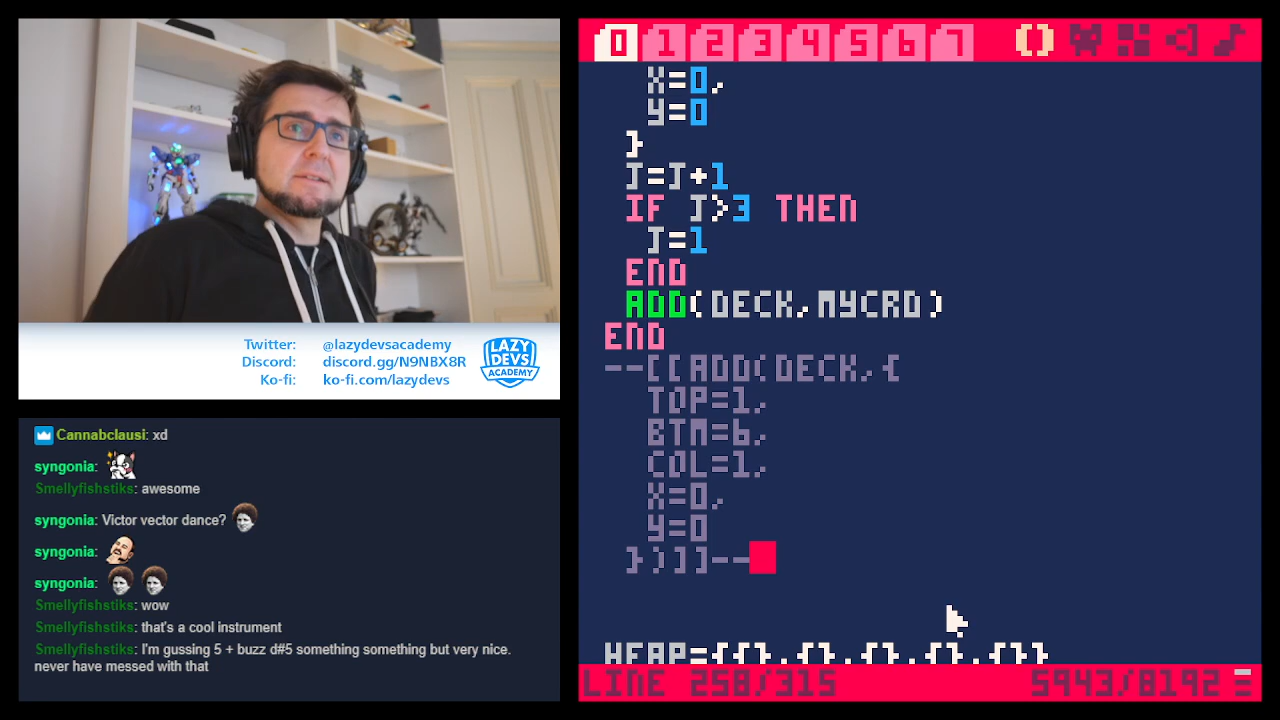 Twitter: @lazydevsacademy
Discord: discord.gg/N9NBX8R
Ko-fi: ko-fi.com/lazydevs
LAZY
DEVS
ACADEMY
Cannabclausi: xd
syngonia:
Smellyfishstiks: awesome
syngonia: Victor vector dance?
syngonia:
syngonia:
Smellyfishstiks: wow
Smellyfishstiks: that's a cool instrument
Smellyfishstiks: I'm gussing 5 + buzz d#5 something something but very nice.
never have messed with that
0 1 2 3 4 5 6 7 ()
X=0,
Y=0
}
J=J+1
IF J>3 THEN
J=1
END
ADD(DECK,MYCRD)
END
--[[ADD(DECK,{
TOP=1,
BTM=6,
COL=1,
X=0,
Y=0
})]]--
HEAP={{},{},{},{},{}}
LINE 258/315 5943/8192